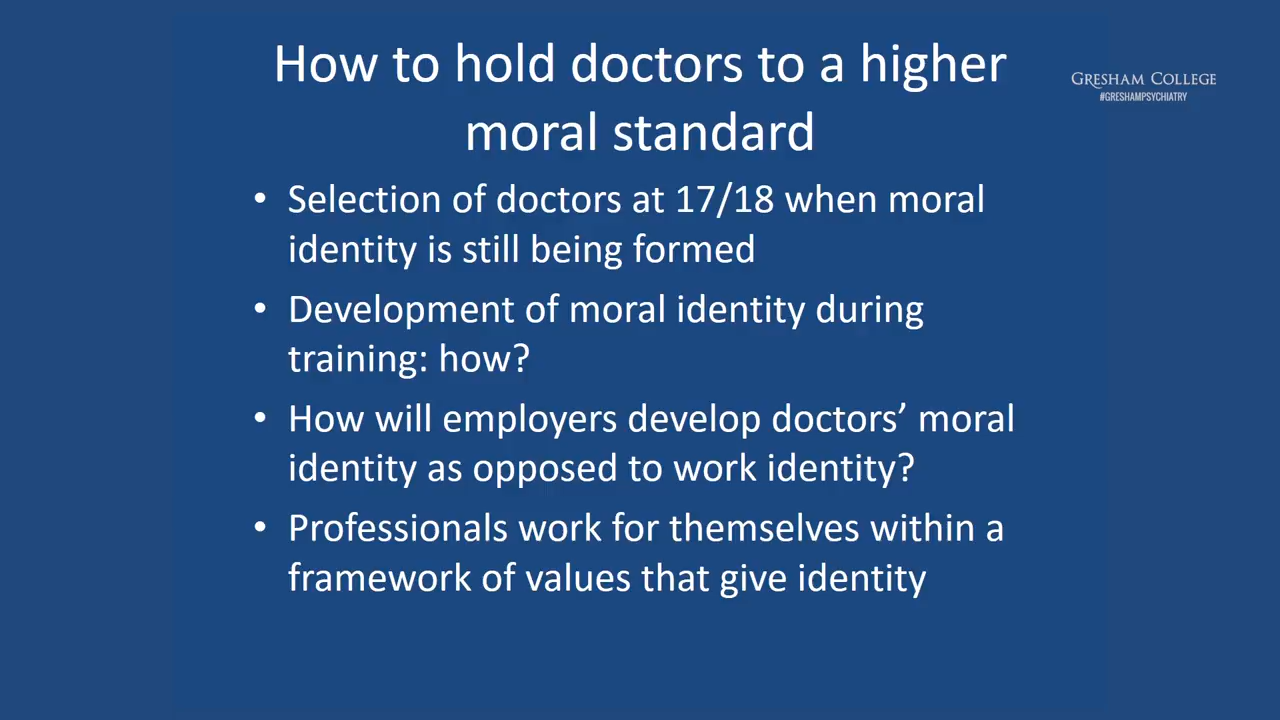 How to hold doctors to a higher
moral standard
GRESHAM COLLEGE
#GRESHAMPSYCHIATRY
• Selection of doctors at 17/18 when moral
identity is still being formed
• Development of moral identity during
training: how?
• How will employers develop doctors’ moral
identity as opposed to work identity?
• Professionals work for themselves within a
framework of values that give identity